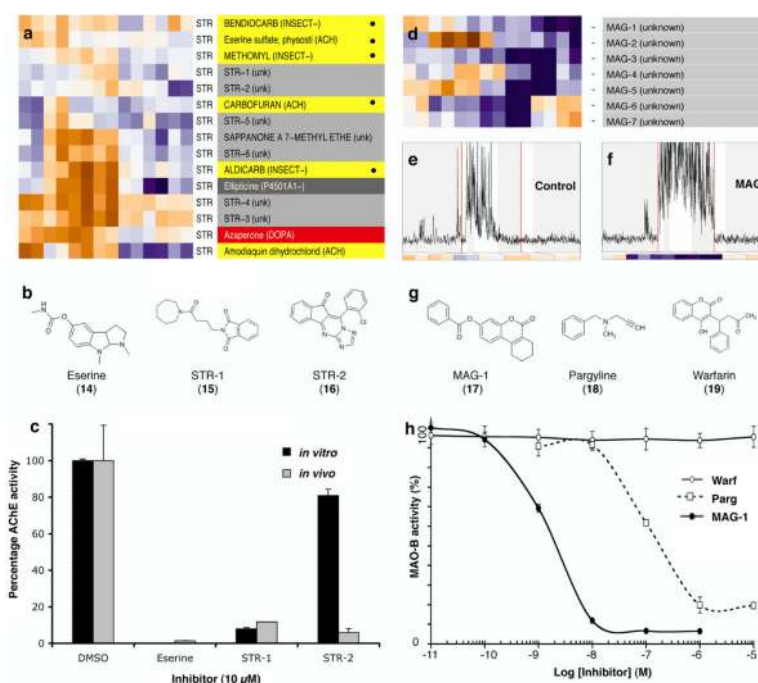 a
STR BENDIOCARB (INSECT-)
STR Eserine sulfate, physosti (ACH)
STR METHOMYL (INSECT-)
STR STR-1 (unk)
STR STR-2 (unk)
STR CARBOFURAN (ACH)
STR STR-5 (unk)
STR SAPPANONE A 7-METHYL ETHE (unk)
STR STR-6 (unk)
STR ALDICARB (INSECT-)
STR Ellipticine (P4501A1-)
STR STR-4 (unk)
STR STR-3 (unk)
STR Azaperone (DOPA)
STR Amodiaquin dihydrochlorid (ACH)
d
- MAG-1 (unknown)
- MAG-2 (unknown)
- MAG-3 (unknown)
- MAG-4 (unknown)
- MAG-5 (unknown)
- MAG-6 (unknown)
- MAG-7 (unknown)
e
Control
f
MAG
b
H
N
O
O
N
N
Eserine
(14)
N
O
O
N
O
STR-1
(15)
O
Cl
N
N
N
N
STR-2
(16)
g
O
O
O
O
MAG-1
(17)
N
CH3
CH
Pargyline
(18)
O
O
OH
O
CH3
Warfarin
(19)
c
Percentage AChE activity
120
100
80
60
40
20
0
in vitro
in vivo
DMSO
Eserine
STR-1
STR-2
Inhibitor (10 µM)
h
MAO-B activity (%)
100
0
Warf
Parg
MAG-1
-11
-10
-9
-8
-7
-6
-5
Log [Inhibitor] (M)